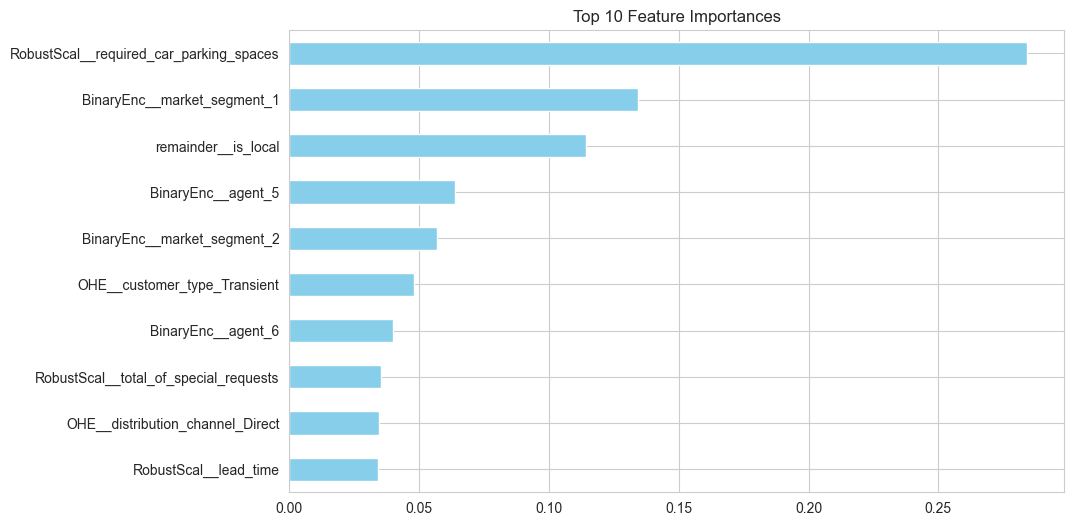 Top 10 Feature Importances
RobustScal__required_car_parking_spaces
BinaryEnc__market_segment_1
remainder__is_local
BinaryEnc__agent_5
BinaryEnc__market_segment_2
OHE__customer_type_Transient
BinaryEnc__agent_6
RobustScal__total_of_special_requests
OHE__distribution_channel_Direct
RobustScal__lead_time
0.00 0.05 0.10 0.15 0.20 0.25